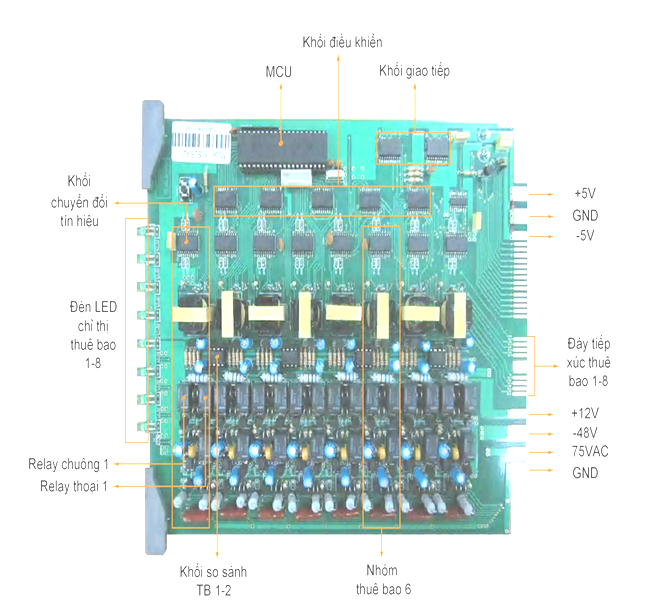 Khối điều khiển
MCU
Khối giao tiếp
Khối
chuyển đổi
tín hiệu
+5V
GND
-5V
Đèn LED
chỉ thị
thuê bao
1-8
Đáy tiếp
xúc thuê
bao 1-8
+12V
-48V
75VAC
GND
Relay chuông 1
Relay thoại 1
Khối so sánh
TB 1-2
Nhóm
thuê bao 6